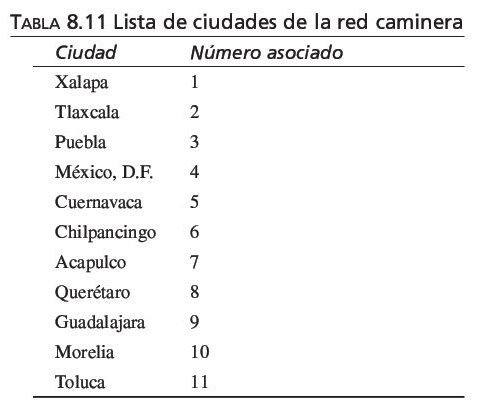 TABLA 8.11 Lista de ciudades de la red caminera
Ciudad Número asociado
Xalapa 1
Tlaxcala 2
Puebla 3
México, D.F. 4
Cuernavaca 5
Chilpancingo 6
Acapulco 7
Querétaro 8
Guadalajara 9
Morelia 10
Toluca 11